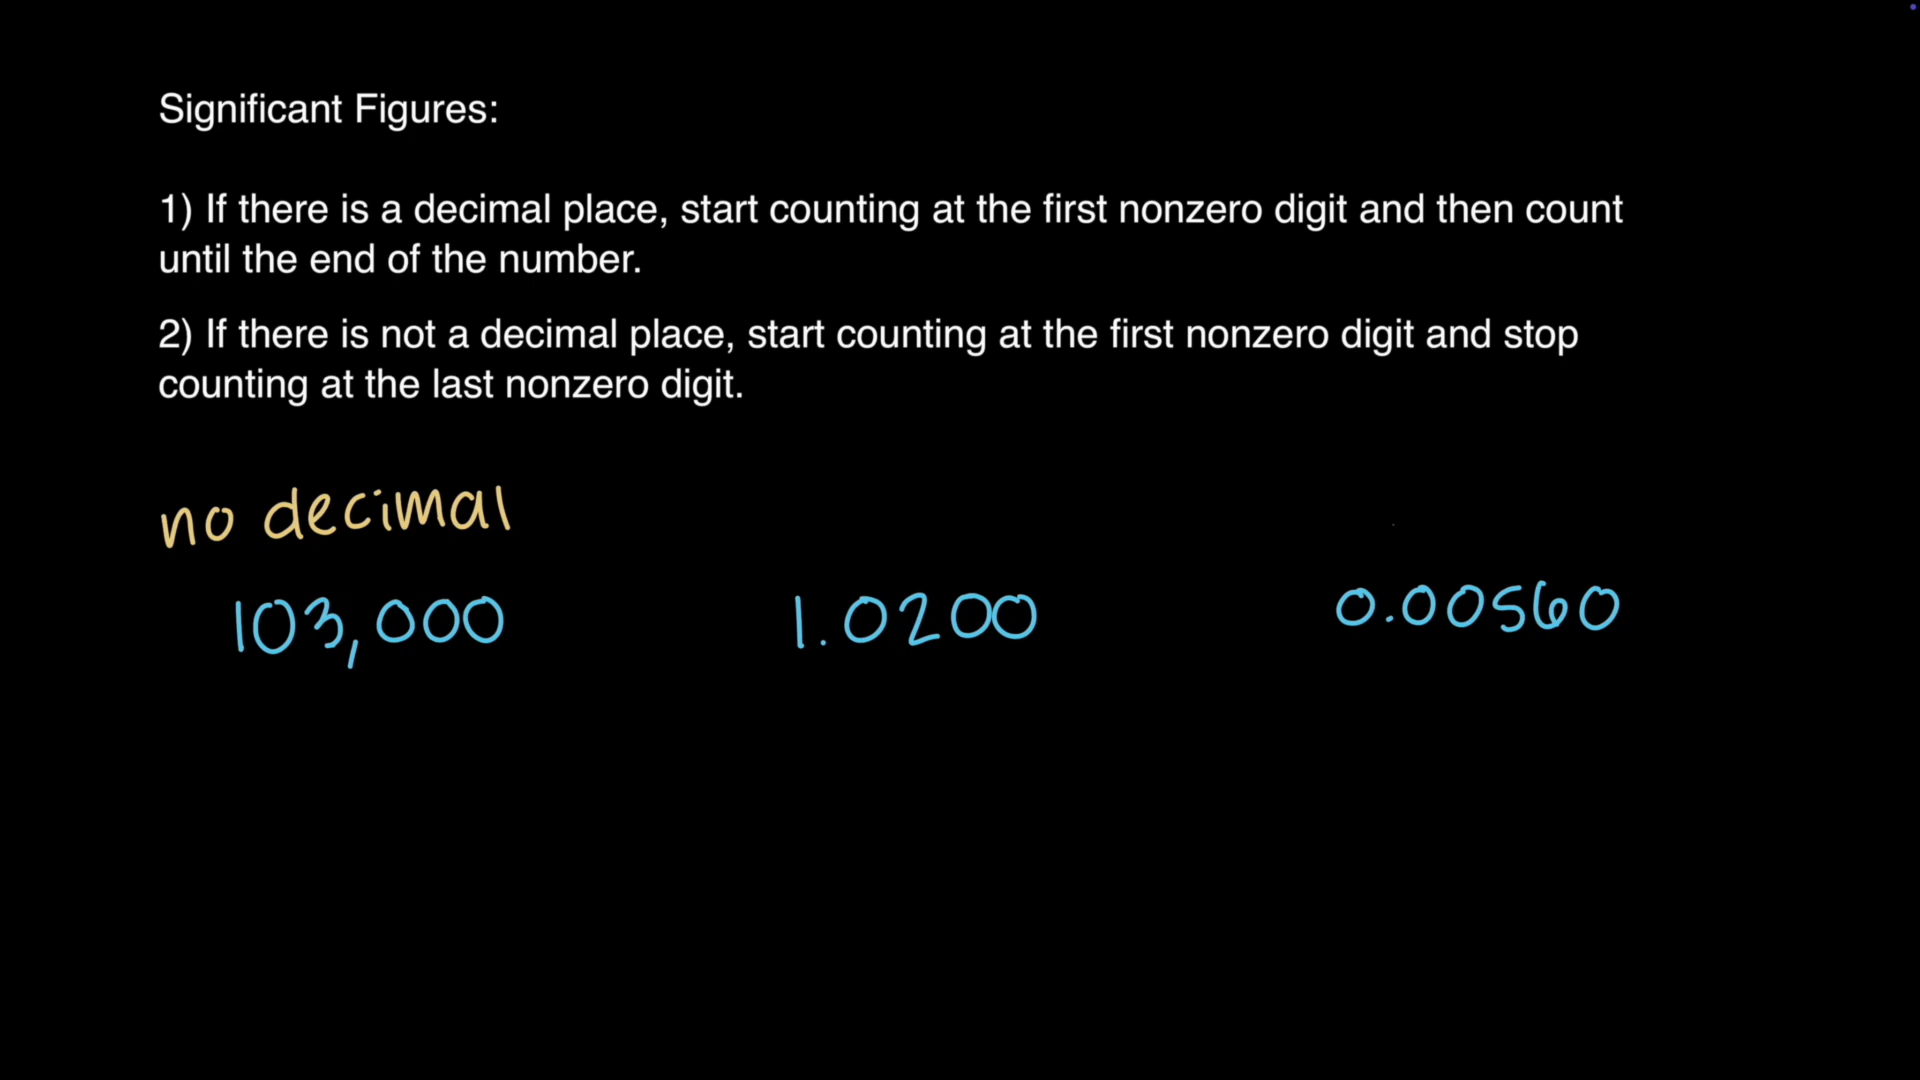 Significant Figures:
1) If there is a decimal place, start counting at the first nonzero digit and then count
until the end of the number.
2) If there is not a decimal place, start counting at the first nonzero digit and stop
counting at the last nonzero digit.
no decimal
103,000 1.0200 0.00560